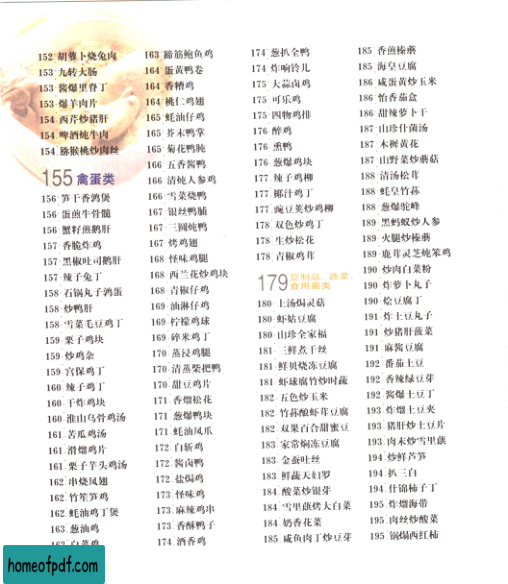 152 胡萝卜烧兔肉
153 九转大肠
153 酱爆里脊丁
153 爆羊肉片
154 西芹炒猪肝
154 啤酒炖牛肉
154 猕猴桃炒肉丝
155 禽蛋类
156 笋干香鸿煲
156 蛋煎牛骨髓
156 蟹籽煎鹅肝
157 香脆炸鸡
157 黑椒吐司鹅肝
157 辣子兔丁
158 石锅丸子鸿蛋
158 炒鸭肝
158 雪菜毛豆鸡丁
159 栗子鸡块
159 炒鸡杂
159 宫保鸡丁
160 辣子鸡丁
160 干炸鸡块
160 淮山乌骨鸡汤
161 苦瓜鸡汤
161 滑熘鸡片
161 栗子芋头鸡汤
162 串烧凤翅
162 竹笙笋鸡
162 蚝油鸡丁煲
163 葱油鸡
163 白蒸鸡
163 蹄筋鲍鱼鸡
164 蛋黄鸭卷
164 香糟鸡
164 桃仁鸡翅
165 蚝油仔鸡
165 芥末鸭掌
165 菊花鸭肫
166 五香酱鸭
166 清炖人参鸡
166 雪菜烧鸭
167 银丝鸭脯
167 三圆炖鸭
167 烤鸡翅
168 怪味鸡腿
168 西兰花炒鸡块
168 青椒仔鸡
169 油淋仔鸡
169 柠檬鸡球
169 碎米鸡丁
170 蒸浸鸡腿
170 清蒸柴把鸭
170 甜豆鸡片
171 香熘松花
171 葱爆鸭块
171 蚝油凤爪
172 白斩鸡
172 酱卤鸭
172 盐焗鸡
173 怪味鸡
173 麻辣鸡串
173 香酥鸭子
174 酒香鸡
174 葱扒全鸭
174 炸响铃儿
175 大蒜卤鸡
175 可乐鸡
175 四物鸡排
176 醉鸡
176 熏鸭
176 葱爆鸡块
177 辣子鸡柳
177 椰汁鸡丁
177 豌豆荚炒鸡柳
178 双色炒鸡丁
178 生炒松花
178 青椒鸡茸
179 豆制品、蔬菜、
食用菌类
180 上汤焗灵菇
180 虾姑豆腐
180 山珍全家福
181 三鲜煮干丝
181 鲜贝烧冻豆腐
181 虾球腐竹炒时蔬
182 五色炒玉米
182 竹荪酿虾茸豆腐
182 双果百合甜蜜豆
183 家常焖冻豆腐
183 金蚕吐丝
183 鲜蔬天妇罗
184 酸菜炒银芽
184 雪里蕻烤大白菜
184 奶香花菜
185 咸鱼肉丁炒豆芽
185 香煎榛蘑
185 海皇豆腐
186 咸蛋黄炒玉米
186 怡香茄盒
186 甜辣萝卜干
187 山珍什菌汤
187 木樨黄花
187 山野菜炒蘑菇
188 清汤松茸
188 蚝皇竹荪
188 葱爆驼峰
189 黑蚂蚁炒人参
189 火腿炒榛蘑
189 鹿茸灵芝炖笨鸡
190 炒肉白菜粉
190 炸萝卜丸子
190 烩豆腐丁
191 炸土豆丸子
191 炒猪肝菠菜
191 麻酱豆腐
192 番茄土豆
192 香辣绿豆芽
192 酱爆土豆丁
193 炸熘土豆夹
193 猪肝炒土豆片
193 肉末炒雪里蕻
194 炒鲜芦笋
194 扒三白
194 什锦柿子丁
195 炸熘海带
195 肉丝炒酸菜
195 锅煸西红柿
homeofpdf.com